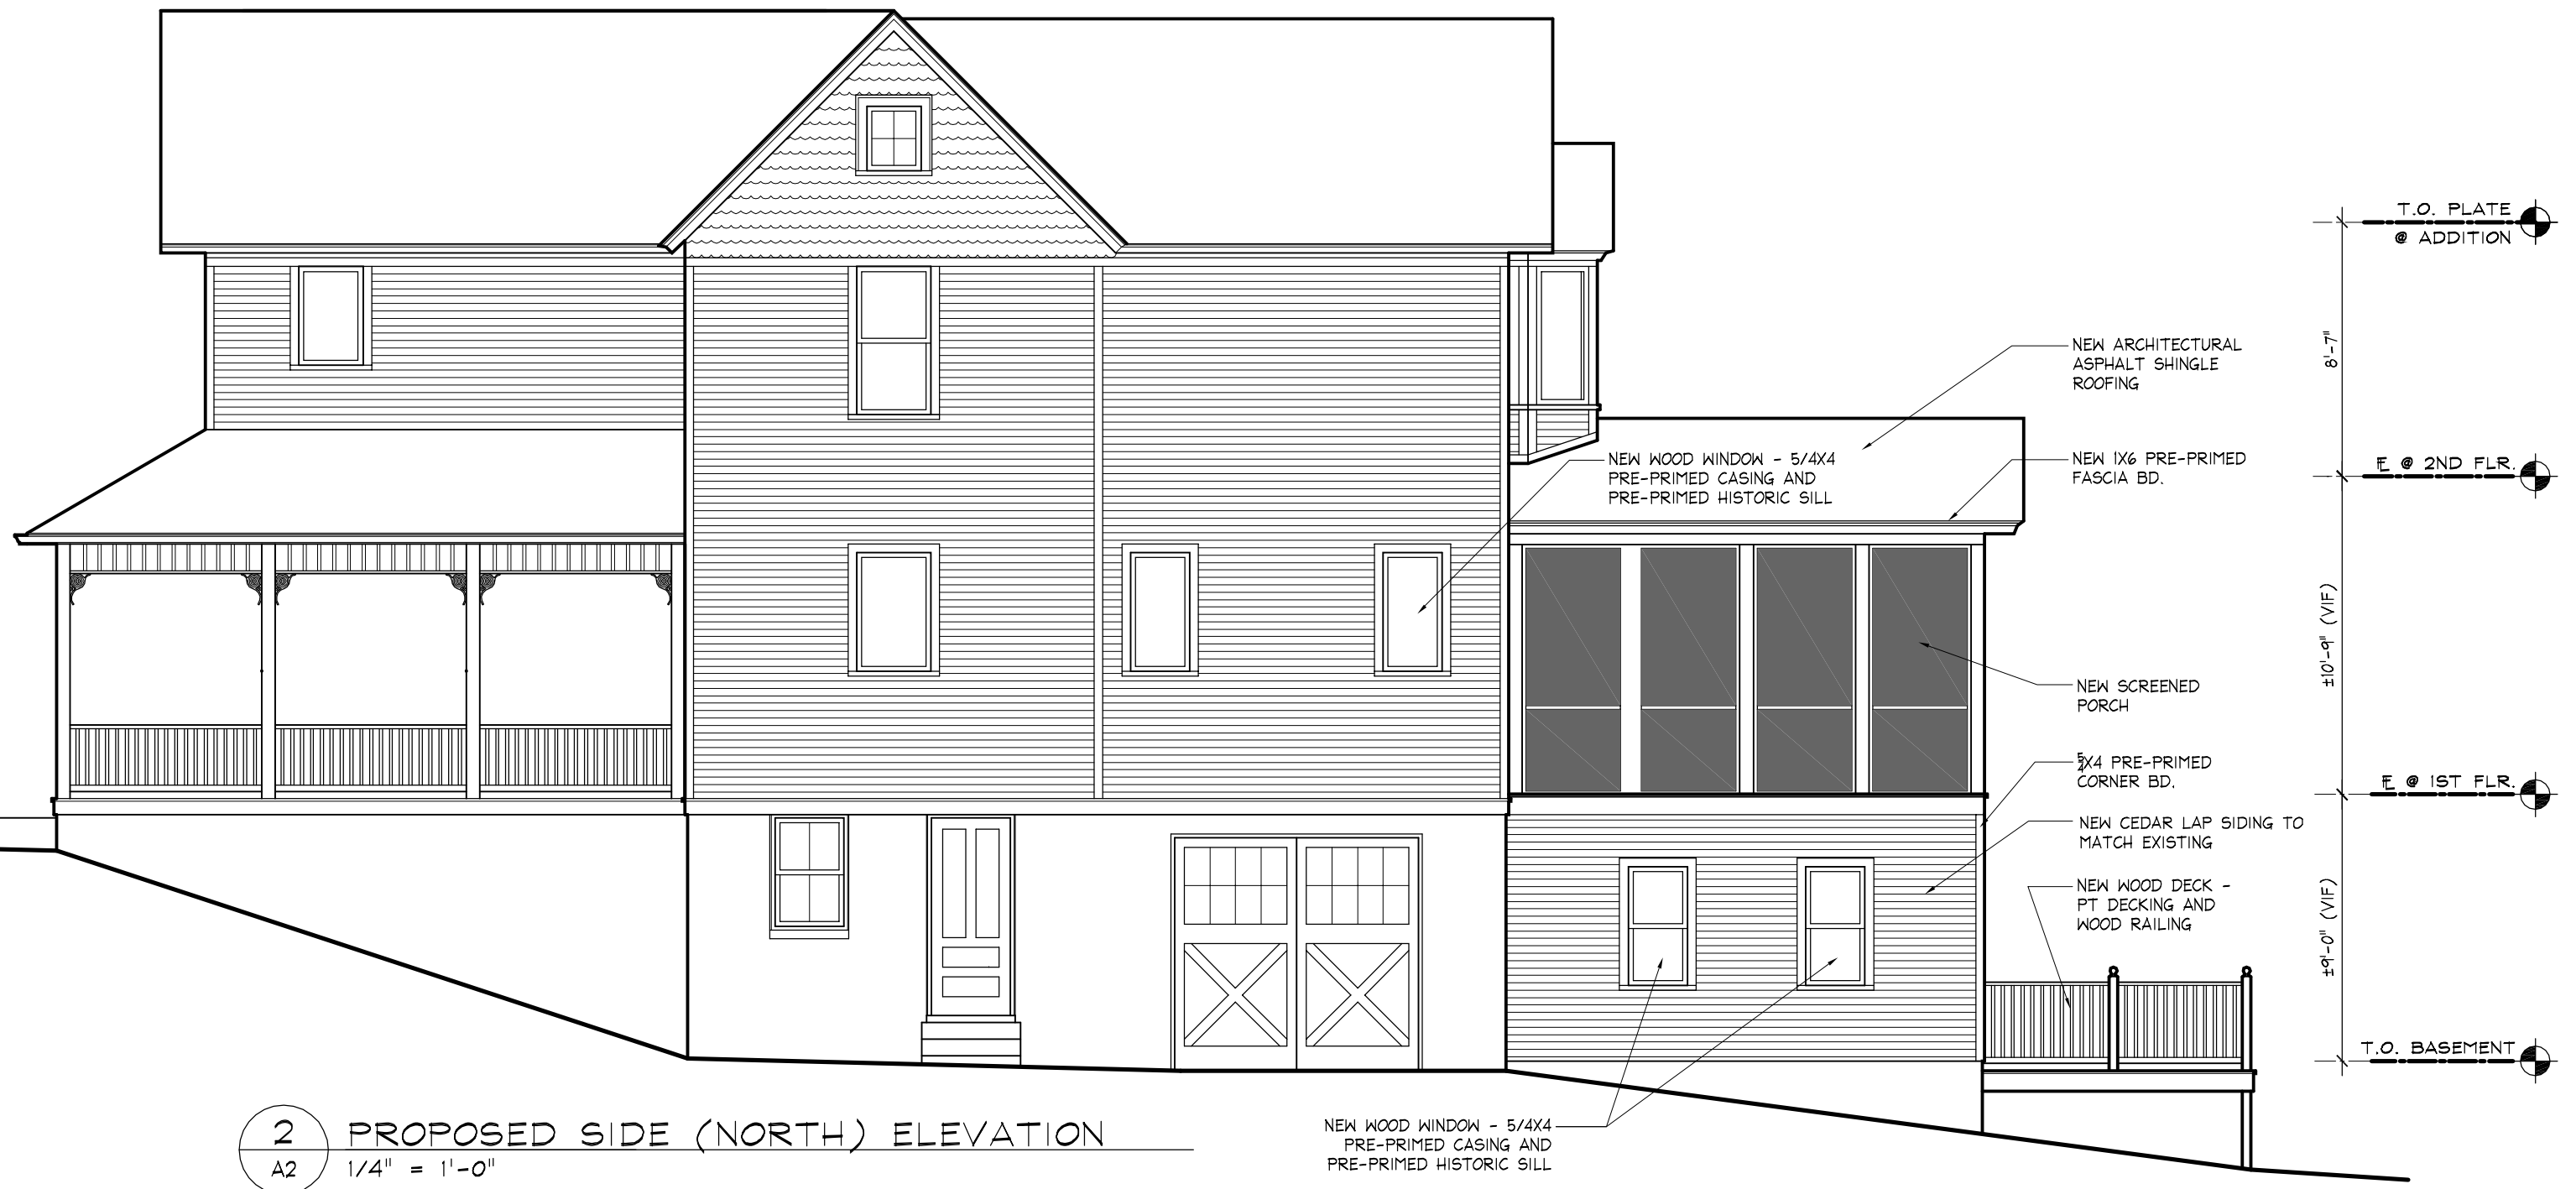 T.O. PLATE
@ ADDITION
8'-7"
NEW ARCHITECTURAL
ASPHALT SHINGLE
ROOFING
NEW WOOD WINDOW - 5/4X4
PRE-PRIMED CASING AND
PRE-PRIMED HISTORIC SILL
NEW 1X6 PRE-PRIMED
FASCIA BD.
@ 2ND FLR.
±10'-9" (VIF)
NEW SCREENED
PORCH
5/4X4 PRE-PRIMED
CORNER BD.
@ 1ST FLR.
NEW CEDAR LAP SIDING TO
MATCH EXISTING
NEW WOOD DECK -
PT DECKING AND
WOOD RAILING
±9'-0" (VIF)
T.O. BASEMENT
NEW WOOD WINDOW - 5/4X4
PRE-PRIMED CASING AND
PRE-PRIMED HISTORIC SILL
2
A2
PROPOSED SIDE (NORTH) ELEVATION
1/4" = 1'-0"